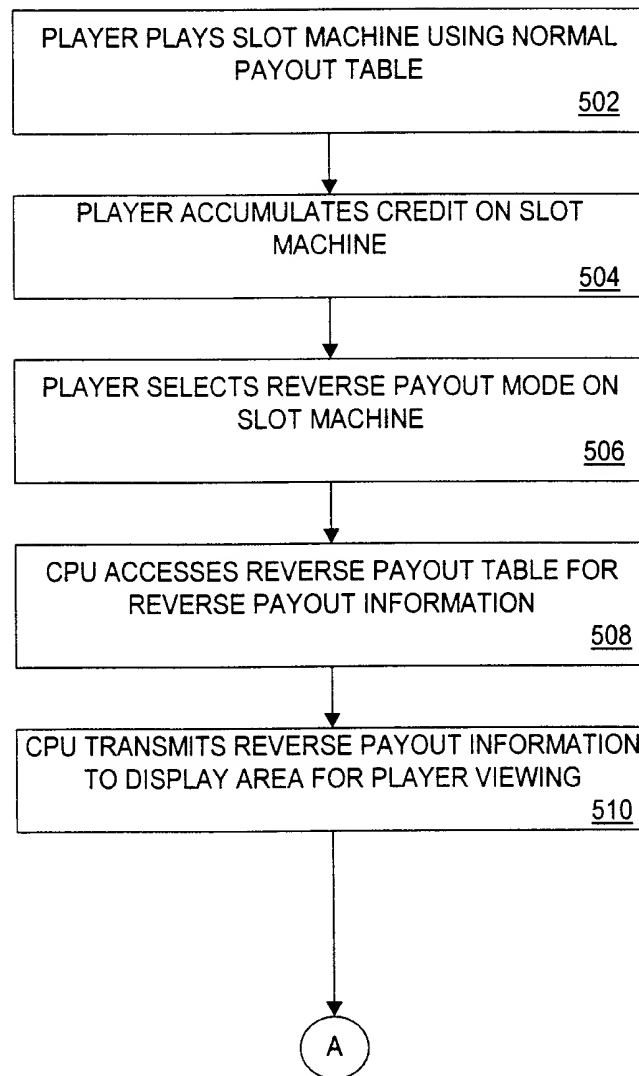 PLAYER PLAYS SLOT MACHINE USING NORMAL
PAYOUT TABLE
502
PLAYER ACCUMULATES CREDIT ON SLOT
MACHINE
504
PLAYER SELECTS REVERSE PAYOUT MODE ON
SLOT MACHINE
506
CPU ACCESSES REVERSE PAYOUT TABLE FOR
REVERSE PAYOUT INFORMATION
508
CPU TRANSMITS REVERSE PAYOUT INFORMATION
TO DISPLAY AREA FOR PLAYER VIEWING
510
A